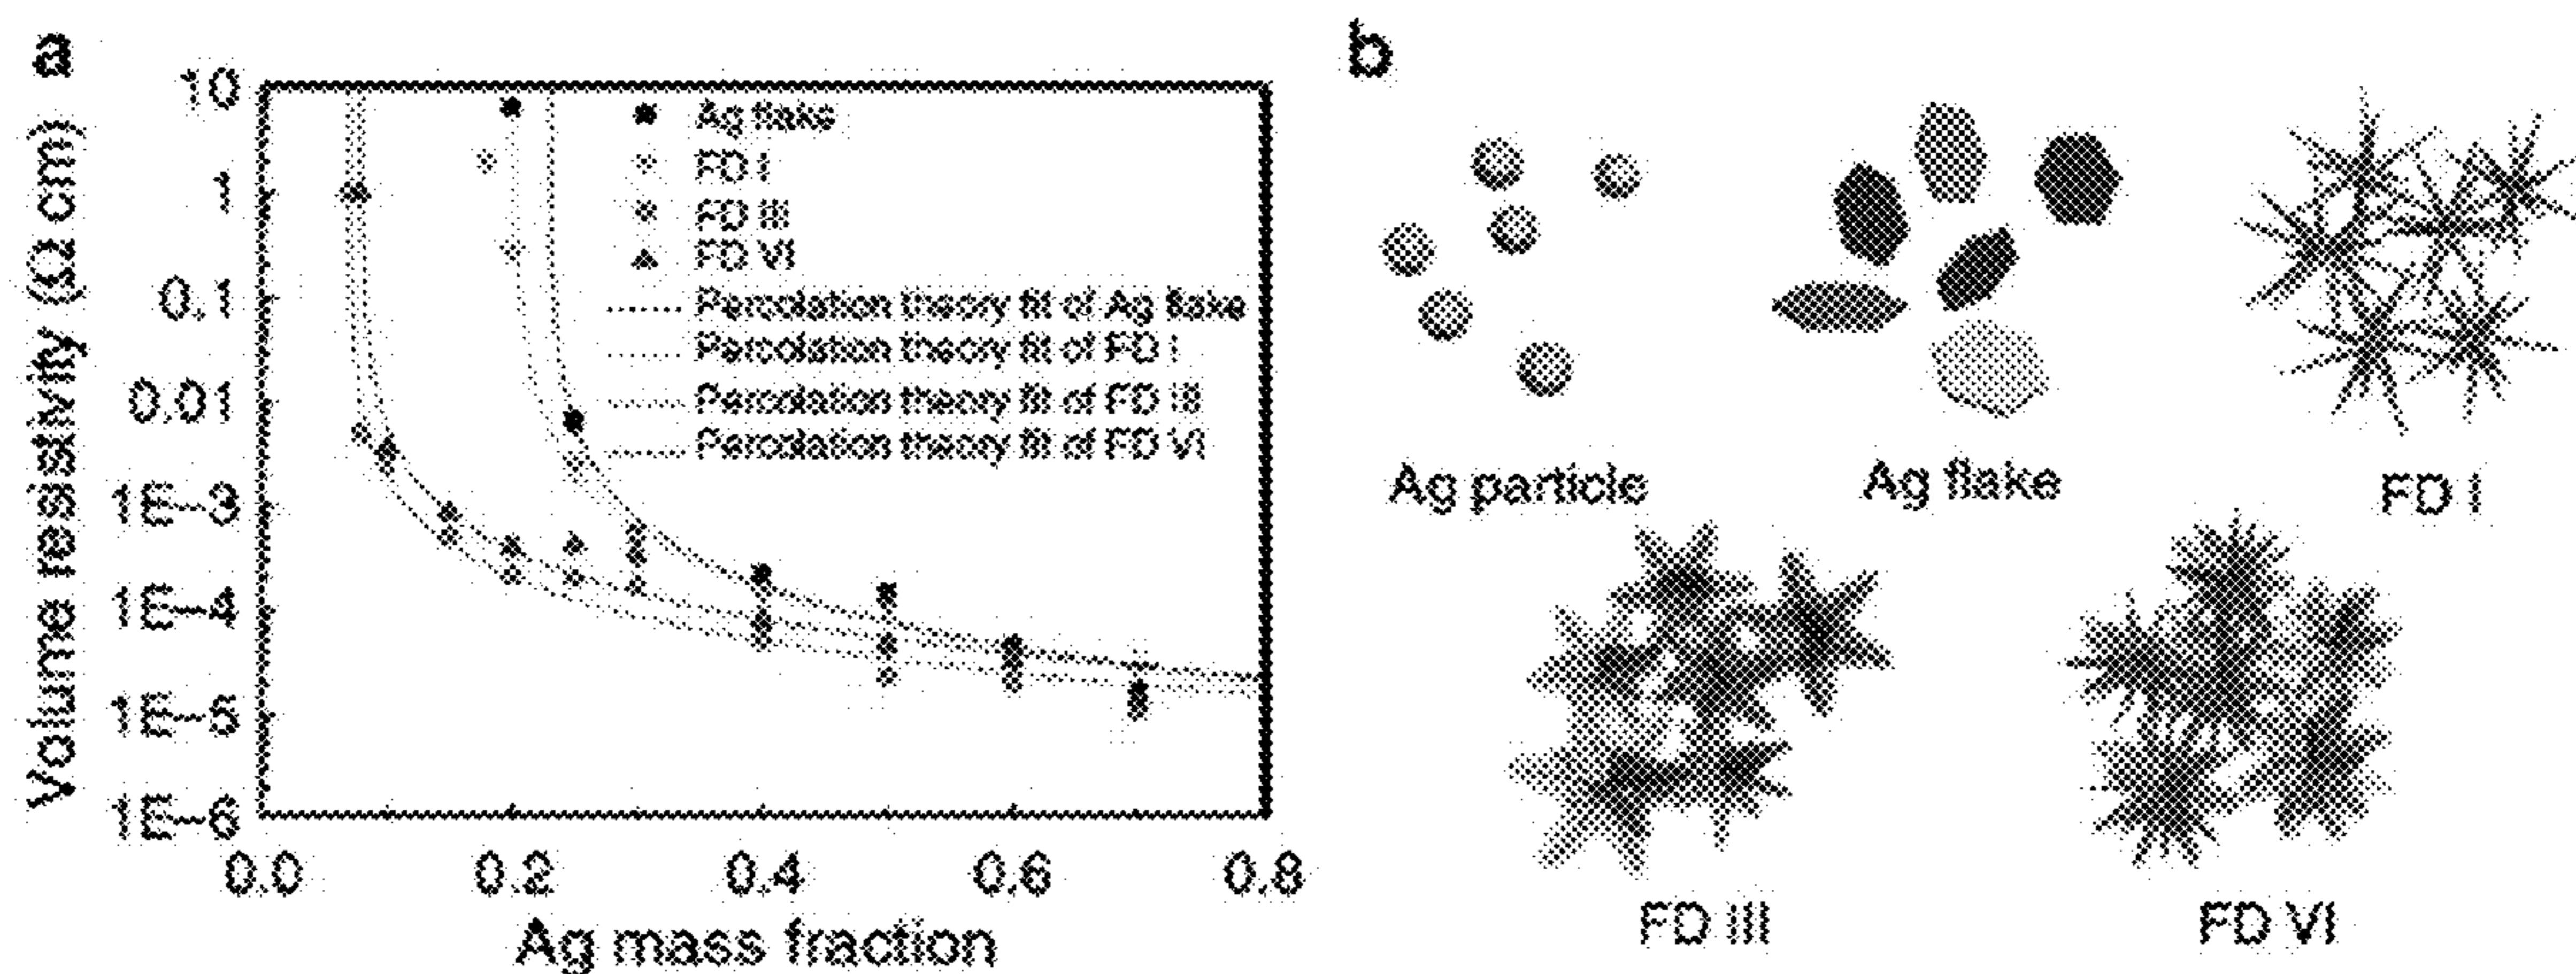 a
Volume resistivity (Ω cm)
10
1
0.1
0.01
1E–3
1E–4
1E–5
1E–6
0.0 0.2 0.4 0.6 0.8
Ag mass fraction
Ag flake
FD I
FD III
FD VI
Percolation theory fit of Ag flake
Percolation theory fit of FD I
Percolation theory fit of FD III
Percolation theory fit of FD VI
b
Ag particle
Ag flake
FD I
FD III
FD VI